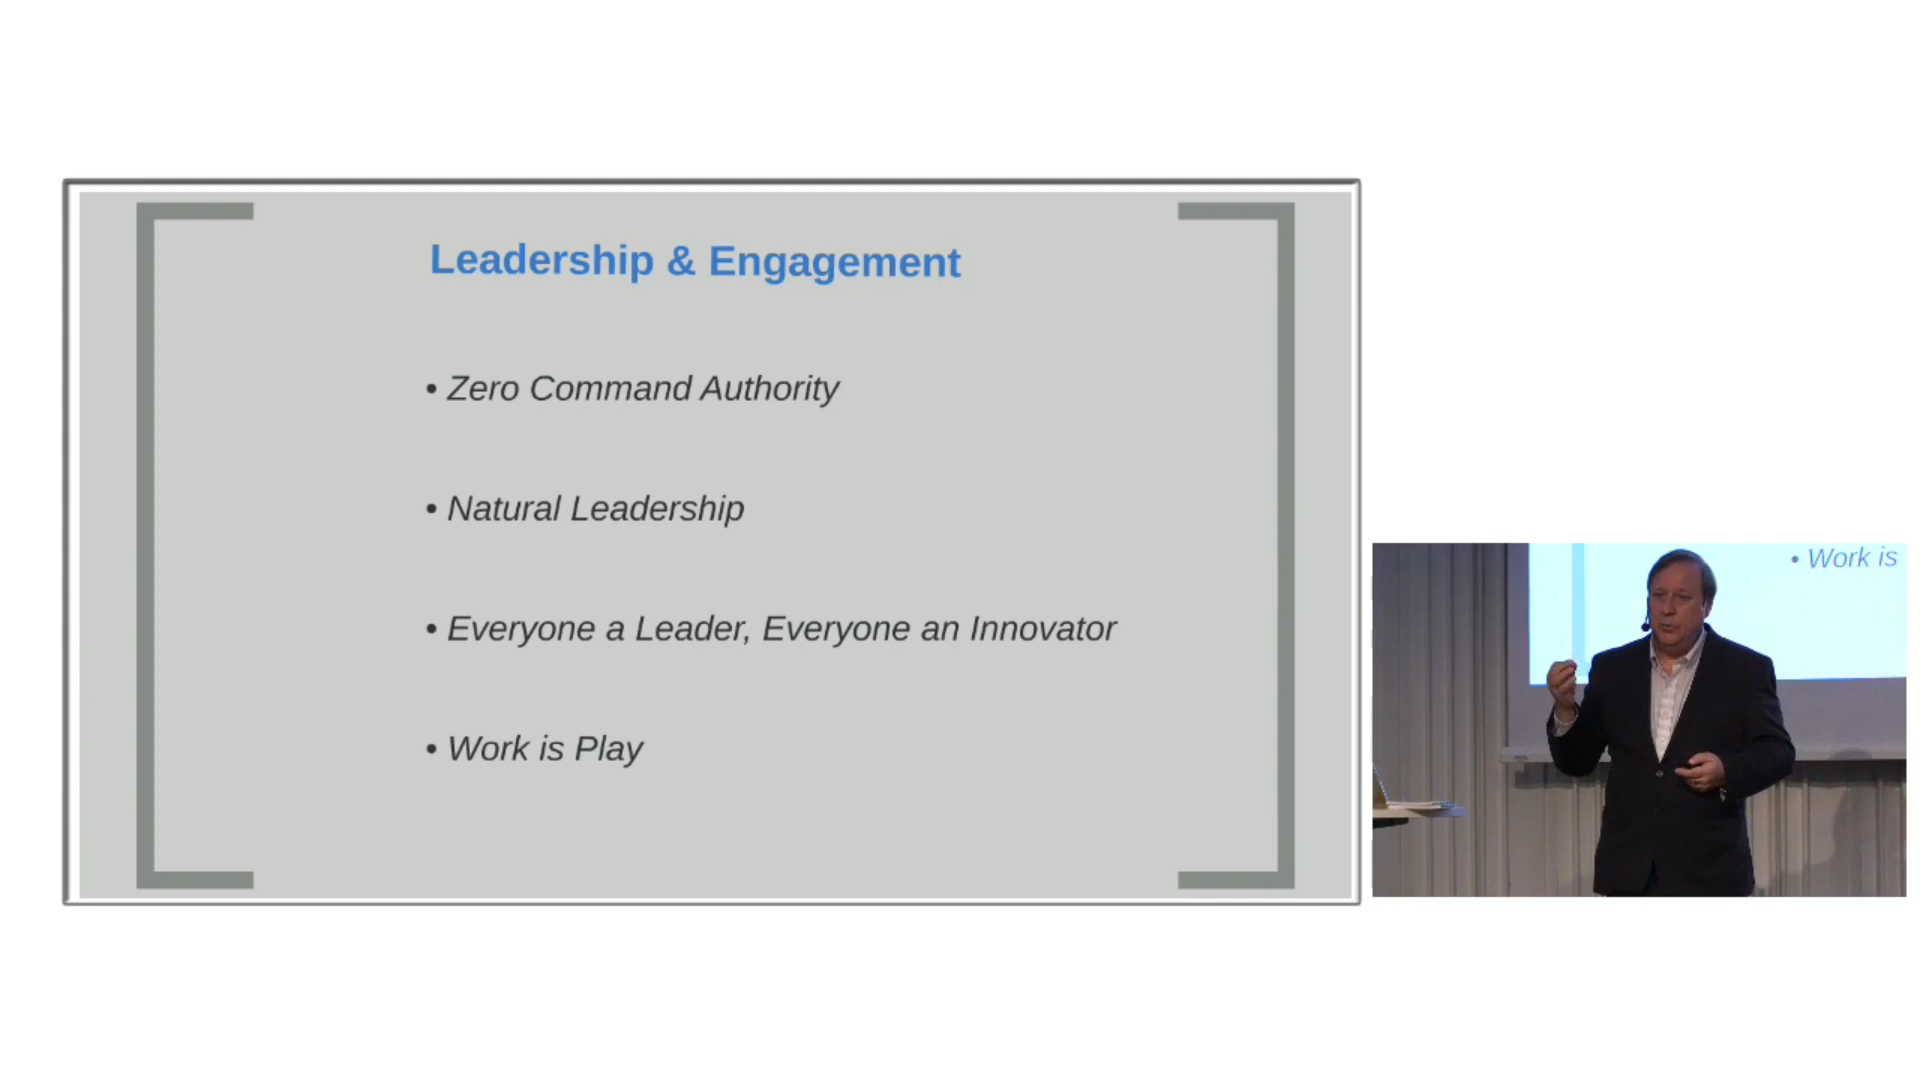 Leadership & Engagement
• Zero Command Authority
• Natural Leadership
• Everyone a Leader, Everyone an Innovator
• Work is Play
• Work is